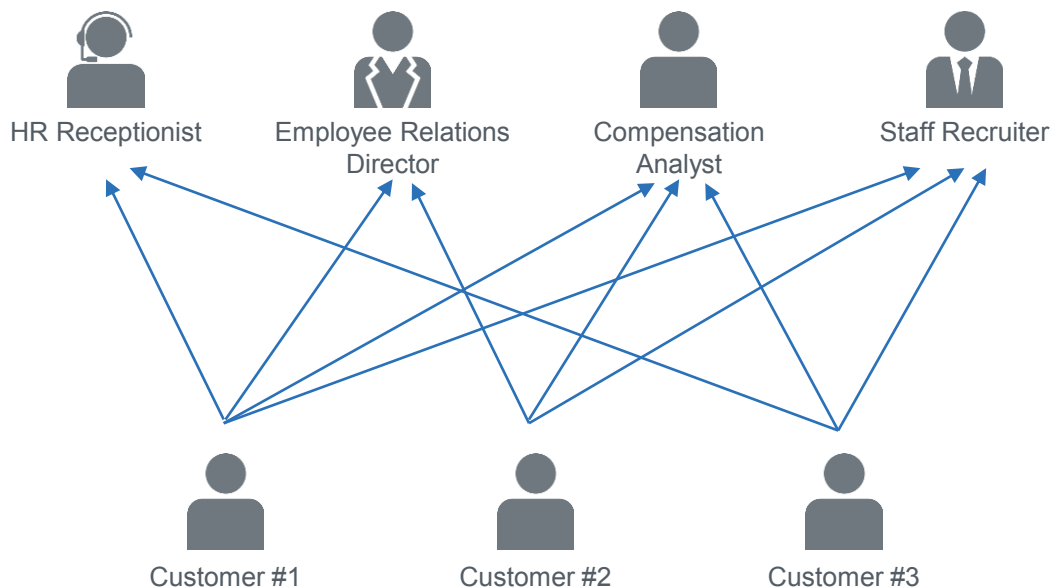 HR Receptionist
Employee Relations
Director
Compensation
Analyst
Staff Recruiter
Customer #1
Customer #2
Customer #3